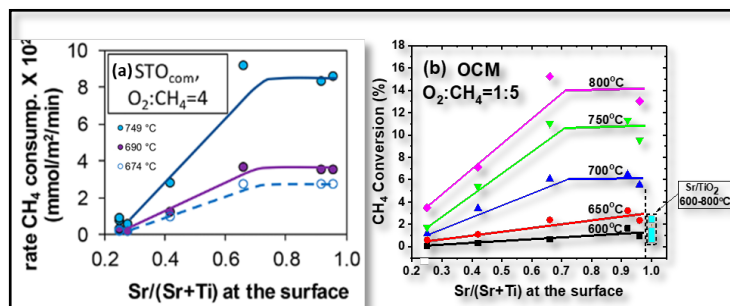 (a) STOcom,
O2:CH4=4
749 °C
690 °C
674 °C
rate CH4 consump. X 10²
(mmol/m²/min)
10
8
6
4
2
0
0.2 0.4 0.6 0.8 1.0
Sr/(Sr+Ti) at the surface
(b) OCM
O2:CH4=1:5
800°C
750°C
700°C
650°C
600°C
Sr/TiO2
600-800°C
CH4 Conversion (%)
18
16
14
12
10
8
6
4
2
0
0.2 0.3 0.4 0.5 0.6 0.7 0.8 0.9 1.0
Sr/(Sr+Ti) at the surface